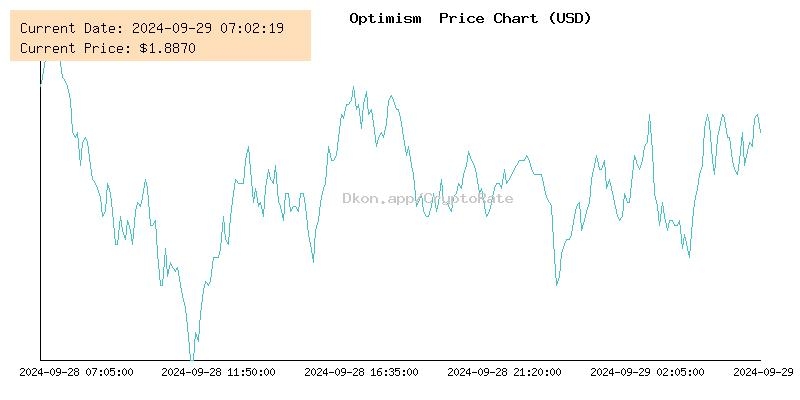 Optimism  Price Chart (USD)
Current Date: 2024-09-29 07:02:19
Current Price: $1.8870
Dkon.app/CryptoRate
2024-09-28 07:05:00 2024-09-28 11:50:00 2024-09-28 16:35:00 2024-09-28 21:20:00 2024-09-29 02:05:00 2024-09-29